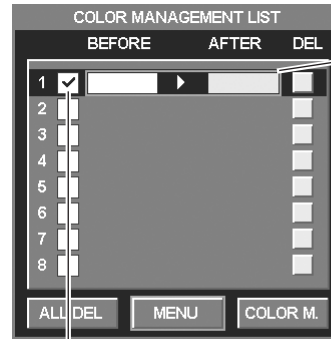 COLOR MANAGEMENT LIST
BEFORE AFTER DEL
1
2
3
4
5
6
7
8
ALL DEL MENU COLOR M.